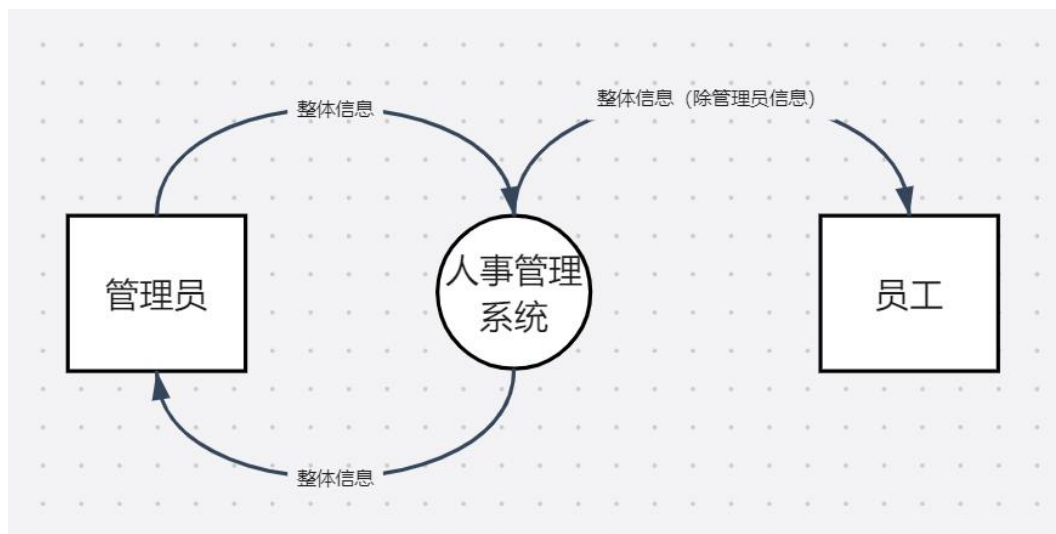 整体信息
整体信息（除管理员信息）
管理员
人事管理
系统
员工
整体信息